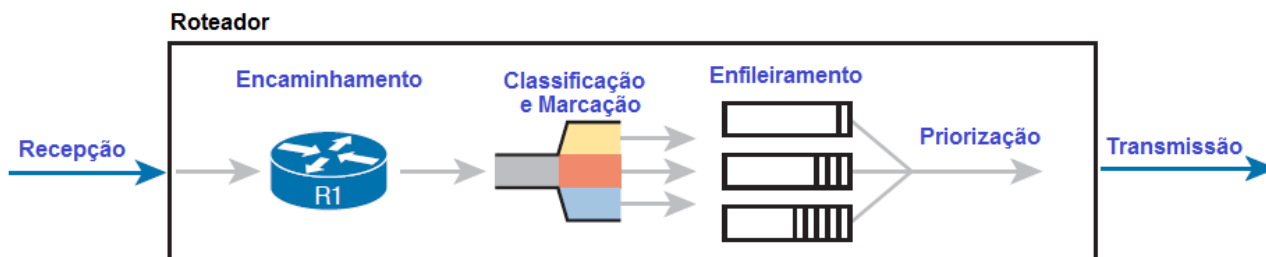 Roteador
Encaminhamento
Classificação
e Marcação
Enfileiramento
Recepção
Priorização
Transmissão
R1